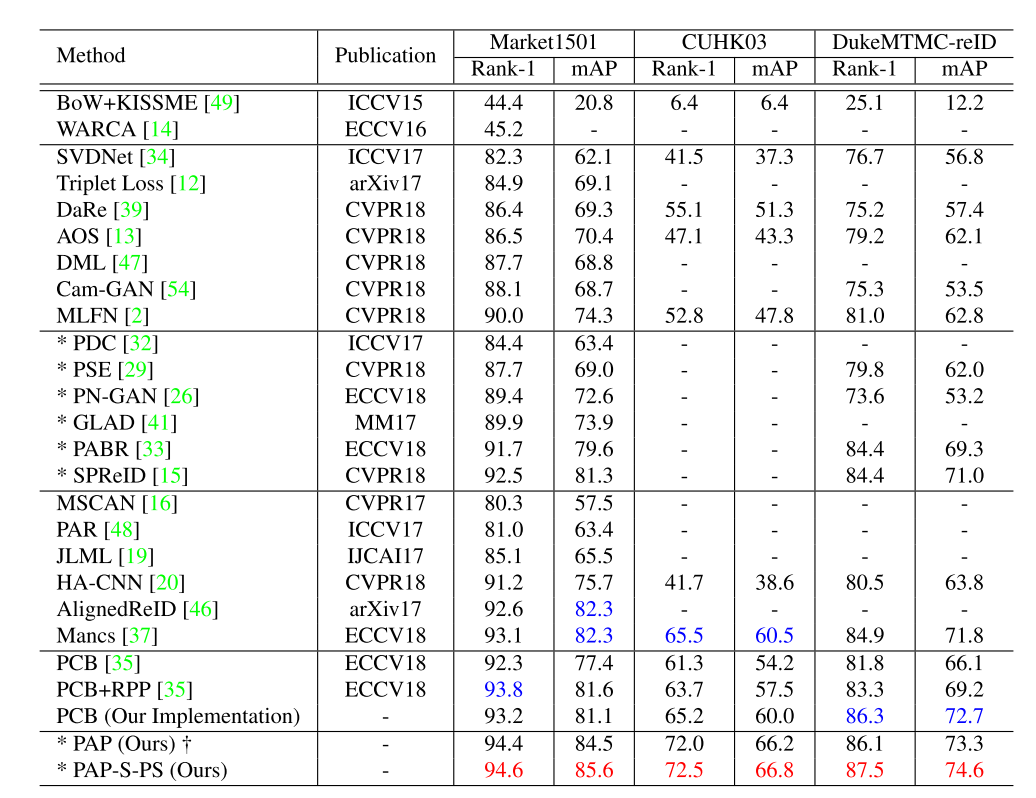 Method Publication Market1501 CUHK03 DukeMTMC-reID
Rank-1 mAP Rank-1 mAP Rank-1 mAP
BoW+KISSME [49] ICCV15 44.4 20.8 6.4 6.4 25.1 12.2
WARCA [14] ECCV16 45.2 - - - - -
SVDNet [34] ICCV17 82.3 62.1 41.5 37.3 76.7 56.8
Triplet Loss [12] arXiv17 84.9 69.1 - - - -
DaRe [39] CVPR18 86.4 69.3 55.1 51.3 75.2 57.4
AOS [13] CVPR18 86.5 70.4 47.1 43.3 79.2 62.1
DML [47] CVPR18 87.7 68.8 - - - -
Cam-GAN [54] CVPR18 88.1 68.7 - - 75.3 53.5
MLFN [2] CVPR18 90.0 74.3 52.8 47.8 81.0 62.8
* PDC [32] ICCV17 84.4 63.4 - - - -
* PSE [29] CVPR18 87.7 69.0 - - 79.8 62.0
* PN-GAN [26] ECCV18 89.4 72.6 - - 73.6 53.2
* GLAD [41] MM17 89.9 73.9 - - - -
* PABR [33] ECCV18 91.7 79.6 - - 84.4 69.3
* SPReID [15] CVPR18 92.5 81.3 - - 84.4 71.0
MSCAN [16] CVPR17 80.3 57.5 - - - -
PAR [48] ICCV17 81.0 63.4 - - - -
JLML [19] IJCAI17 85.1 65.5 - - - -
HA-CNN [20] CVPR18 91.2 75.7 41.7 38.6 80.5 63.8
AlignedReID [46] arXiv17 92.6 82.3 - - - -
Mancs [37] ECCV18 93.1 82.3 65.5 60.5 84.9 71.8
PCB [35] ECCV18 92.3 77.4 61.3 54.2 81.8 66.1
PCB+RPP [35] ECCV18 93.8 81.6 63.7 57.5 83.3 69.2
PCB (Our Implementation) - 93.2 81.1 65.2 60.0 86.3 72.7
* PAP (Ours) † - 94.4 84.5 72.0 66.2 86.1 73.3
* PAP-S-PS (Ours) - 94.6 85.6 72.5 66.8 87.5 74.6